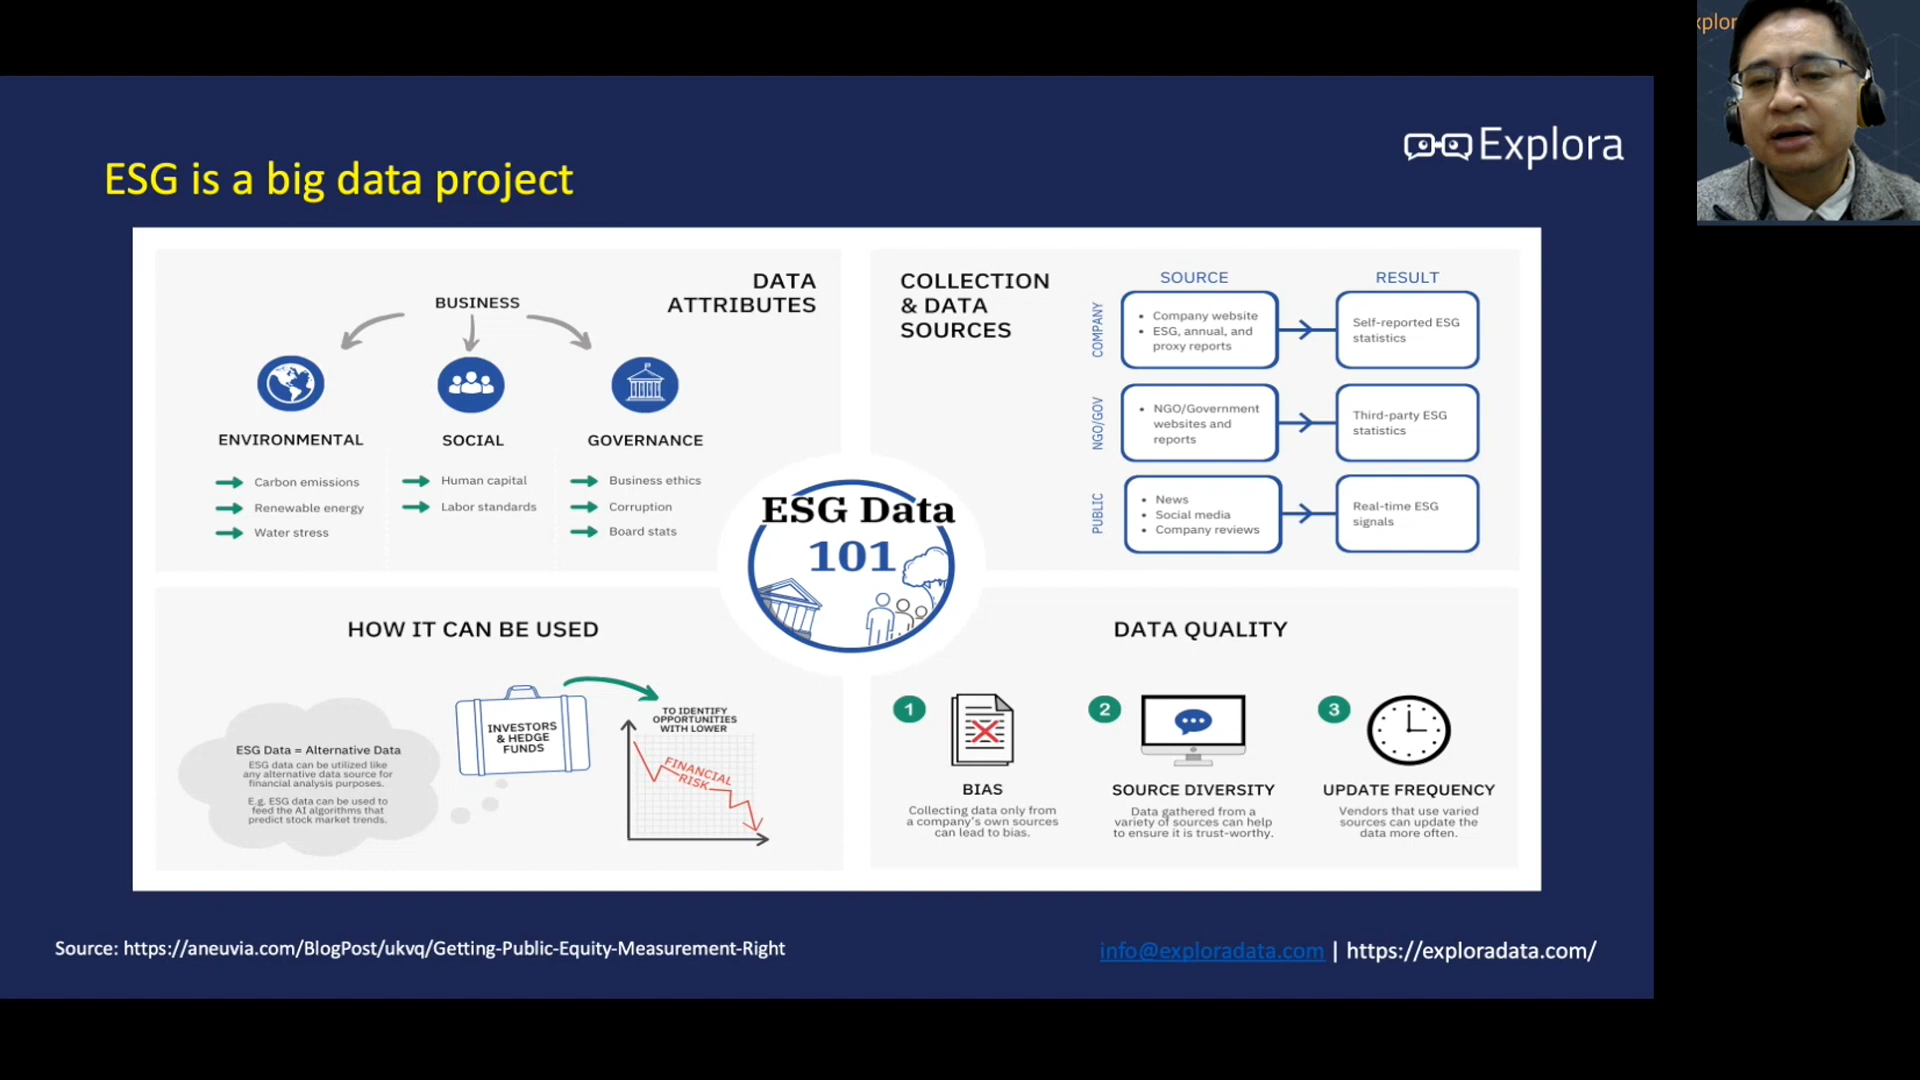 xplor
Explora
ESG is a big data project
DATA
ATTRIBUTES
BUSINESS
ENVIRONMENTAL
Carbon emissions
Renewable energy
Water stress
SOCIAL
Human capital
Labor standards
GOVERNANCE
Business ethics
Corruption
Board stats
COLLECTION
& DATA
SOURCES
SOURCE
RESULT
COMPANY
• Company website
• ESG, annual, and
proxy reports
Self-reported ESG
statistics
NGO/GOV
• NGO/Government
websites and
reports
Third-party ESG
statistics
PUBLIC
• News
• Social media
• Company reviews
Real-time ESG
signals
ESG Data
101
HOW IT CAN BE USED
ESG Data = Alternative Data
ESG data can be utilized like
any alternative data source for
financial analysis purposes.
E.g. ESG data can be used to
feed the AI algorithms that
predict stock market trends.
INVESTORS
& HEDGE
FUNDS
TO IDENTIFY
OPPORTUNITIES
WITH LOWER
FINANCIAL
RISK
DATA QUALITY
1
BIAS
Collecting data only from
a company's own sources
can lead to bias.
2
SOURCE DIVERSITY
Data gathered from a
variety of sources can help
to ensure it is trust-worthy.
3
UPDATE FREQUENCY
Vendors that use varied
sources can update the
data more often.
Source: https://aneuvia.com/BlogPost/ukvq/Getting-Public-Equity-Measurement-Right
info@exploradata.com | https://exploradata.com/